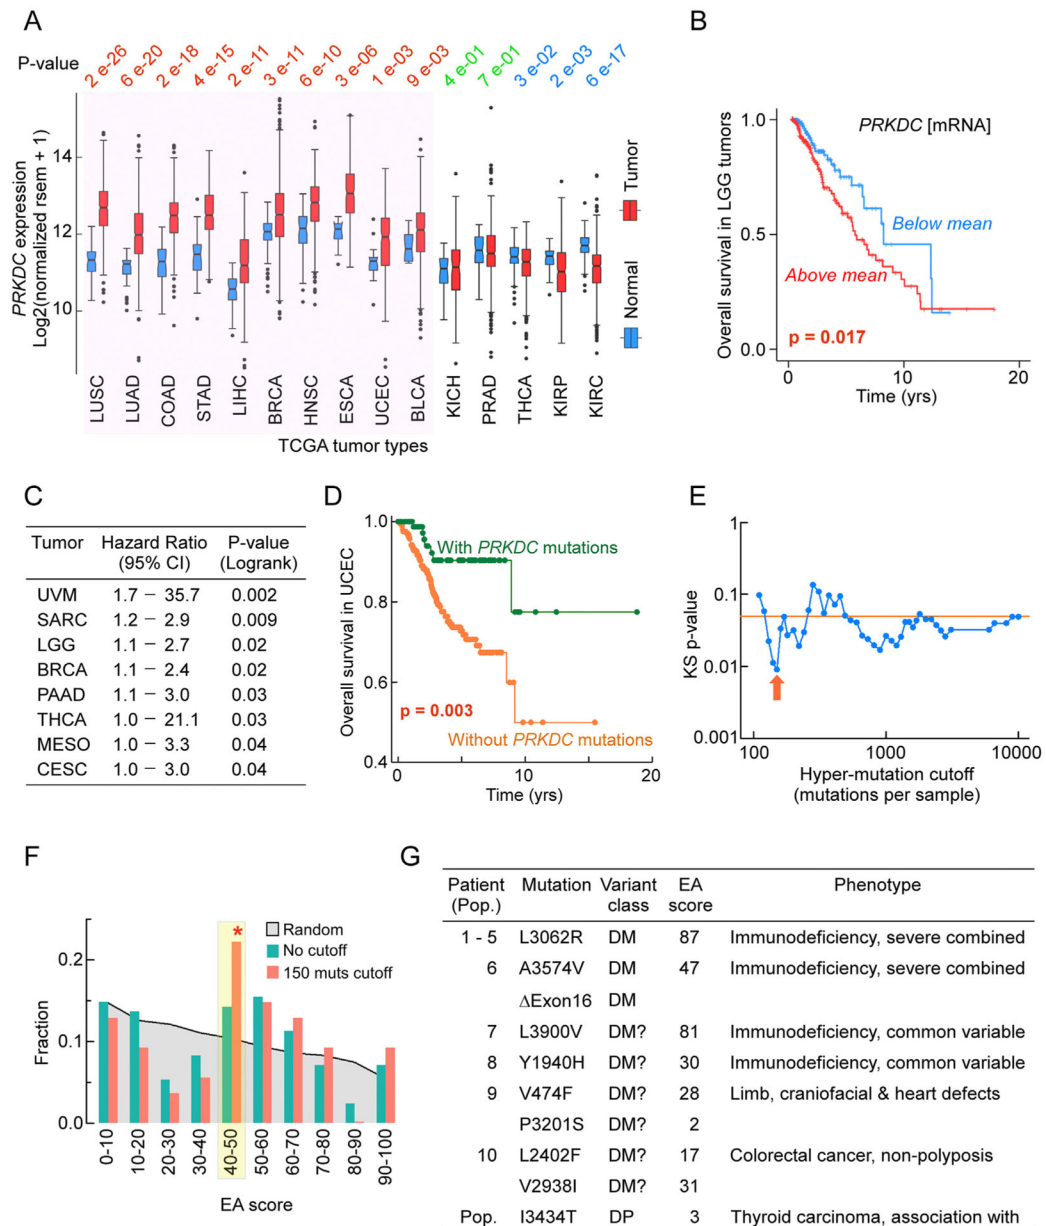 A
P-value
2 e-26
6 e-20
2 e-18
4 e-15
2 e-11
3 e-11
6 e-10
3 e-06
1 e-03
9 e-03
4 e-01
7 e-01
3 e-02
2 e-03
6 e-17
PRKDC expression
Log2(normalized rsem + 1)
14
12
10
LUSC
LUAD
COAD
STAD
LIHC
BRCA
HNSC
ESCA
UCEC
BLCA
KICH
PRAD
THCA
KIRP
KIRC
TCGA tumor types
Normal
Tumor
B
Overall survival in LGG tumors
1.0
0.5
0.0
PRKDC [mRNA]
Below mean
Above mean
p = 0.017
0
10
20
Time (yrs)
C
Tumor Hazard Ratio P-value
(95% CI) (Logrank)
UVM 1.7 – 35.7 0.002
SARC 1.2 – 2.9 0.009
LGG 1.1 – 2.7 0.02
BRCA 1.1 – 2.4 0.02
PAAD 1.1 – 3.0 0.03
THCA 1.0 – 21.1 0.03
MESO 1.0 – 3.3 0.04
CESC 1.0 – 3.0 0.04
D
Overall survival in UCEC
1.0
0.8
0.6
0.4
With PRKDC mutations
p = 0.003
Without PRKDC mutations
0
10
20
Time (yrs)
E
KS p-value
1
0.1
0.01
0.001
100
1000
10000
Hyper-mutation cutoff
(mutations per sample)
F
Fraction
0.2
0.1
0.0
*
Random
No cutoff
150 muts cutoff
0-10
10-20
20-30
30-40
40-50
50-60
60-70
70-80
80-90
90-100
EA score
G
Patient Mutation Variant EA Phenotype
(Pop.) class score
1 - 5 L3062R DM 87 Immunodeficiency, severe combined
6 A3574V DM 47 Immunodeficiency, severe combined
ΔExon16 DM
7 L3900V DM? 81 Immunodeficiency, common variable
8 Y1940H DM? 30 Immunodeficiency, common variable
9 V474F DM? 28 Limb, craniofacial & heart defects
P3201S DM? 2
10 L2402F DM? 17 Colorectal cancer, non-polyposis
V2938I DM? 31
Pop. I3434T DP 3 Thyroid carcinoma, association with